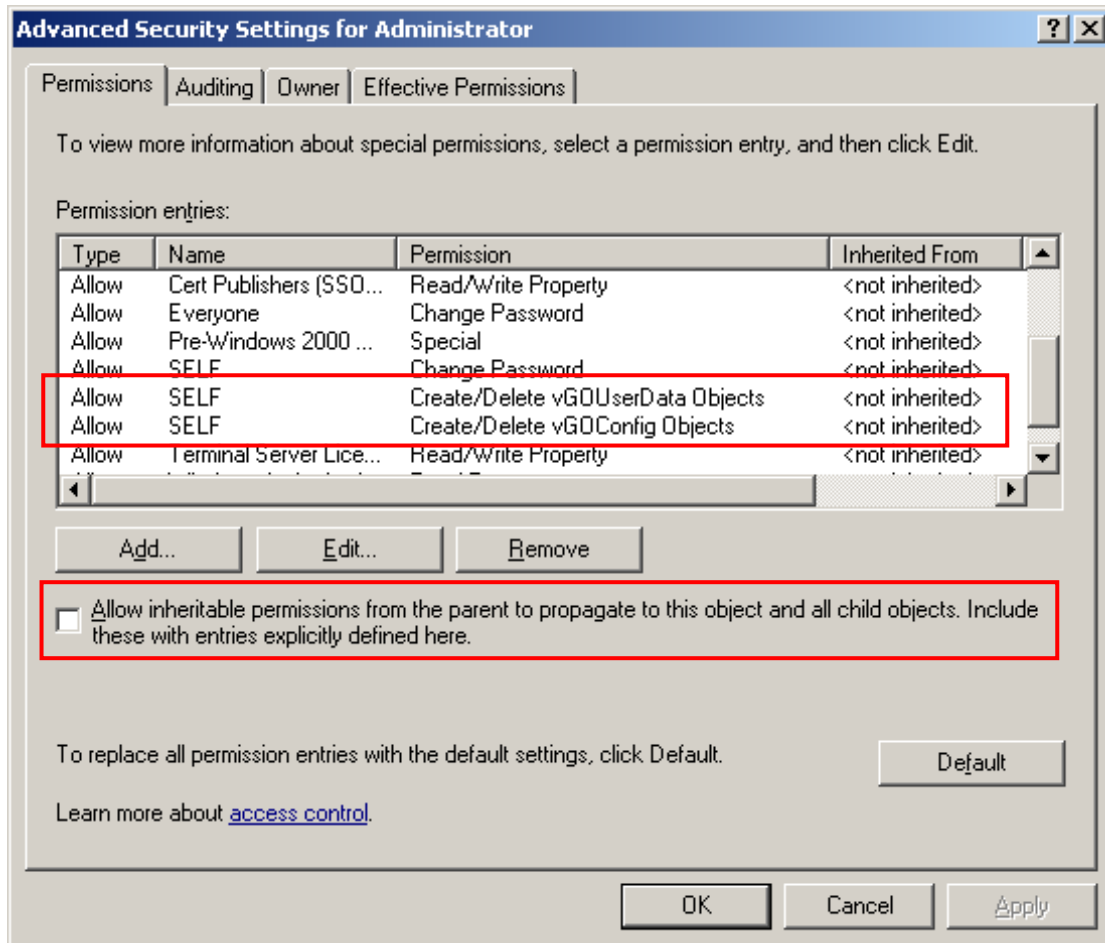 Advanced Security Settings for Administrator
Permissions Auditing Owner Effective Permissions
To view more information about special permissions, select a permission entry, and then click Edit.
Permission entries:
Type Name Permission Inherited From
Allow Cert Publishers (SSO... Read/Write Property <not inherited>
Allow Everyone Change Password <not inherited>
Allow Pre-Windows 2000 ... Special <not inherited>
Allow SELF Change Password <not inherited>
Allow SELF Create/Delete vGOUserData Objects <not inherited>
Allow SELF Create/Delete vGOConfig Objects <not inherited>
Allow Terminal Server Lice... Read/Write Property <not inherited>
Add... Edit... Remove
Allow inheritable permissions from the parent to propagate to this object and all child objects. Include
these with entries explicitly defined here.
To replace all permission entries with the default settings, click Default.
Default
Learn more about access control.
OK Cancel Apply